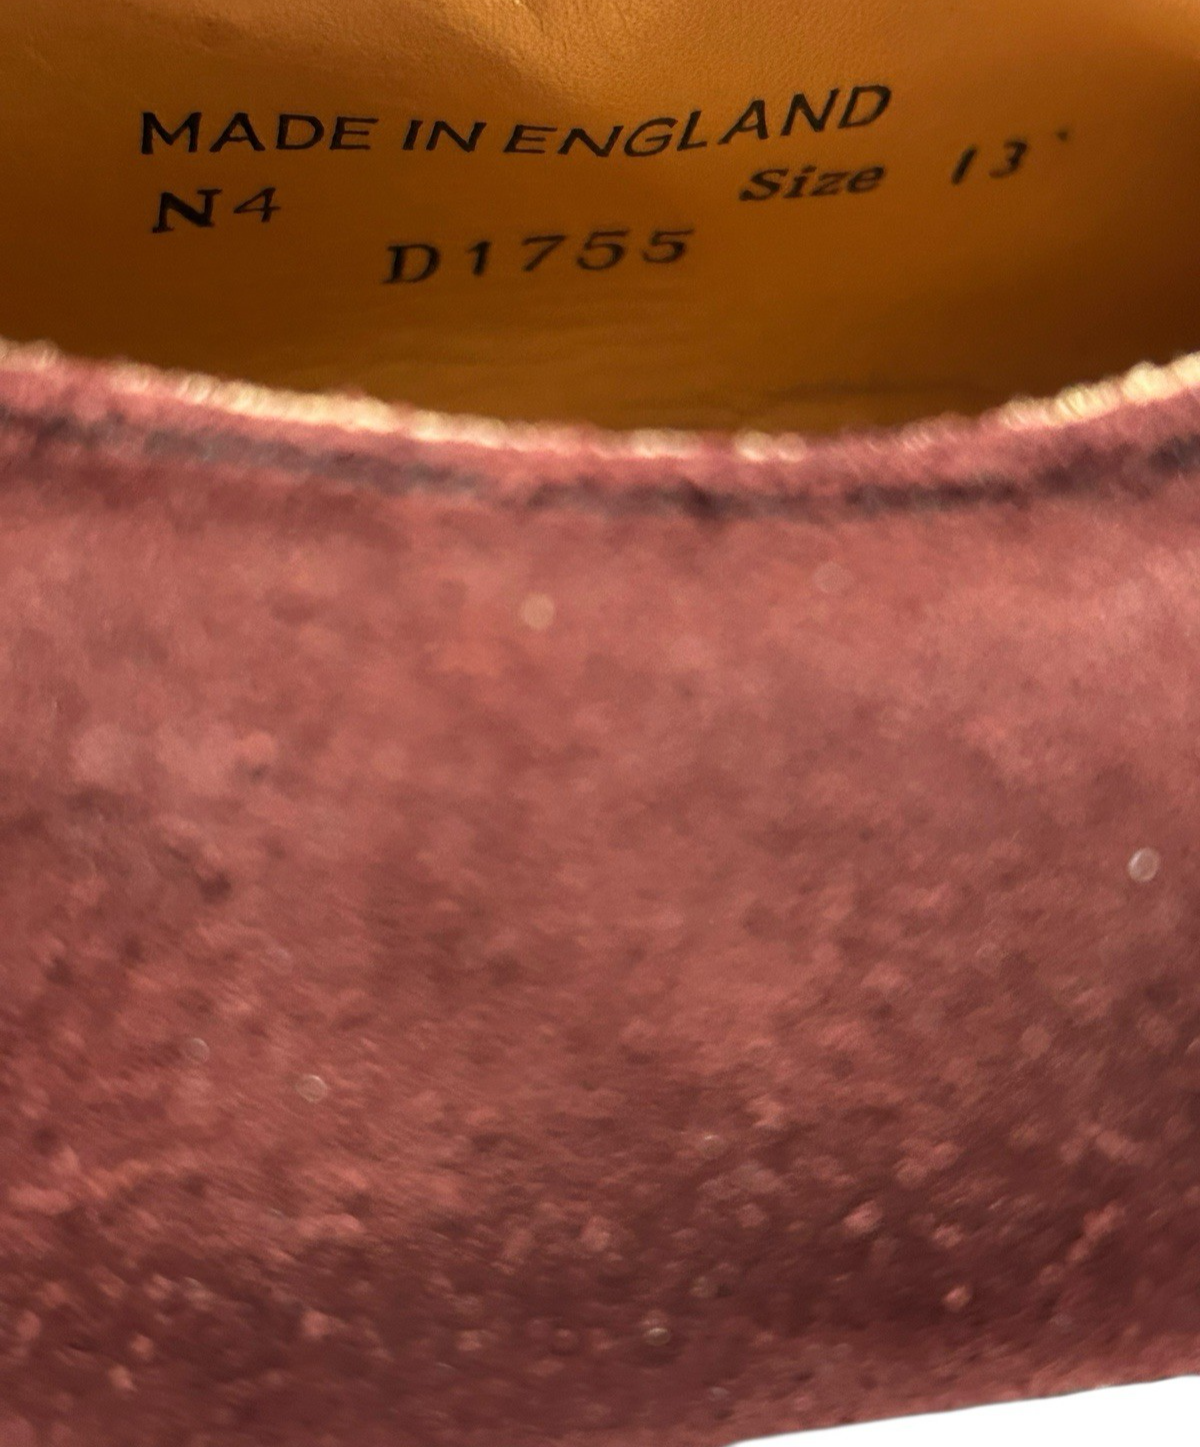 MADE IN ENGLAND
N4 Size 13
D1755